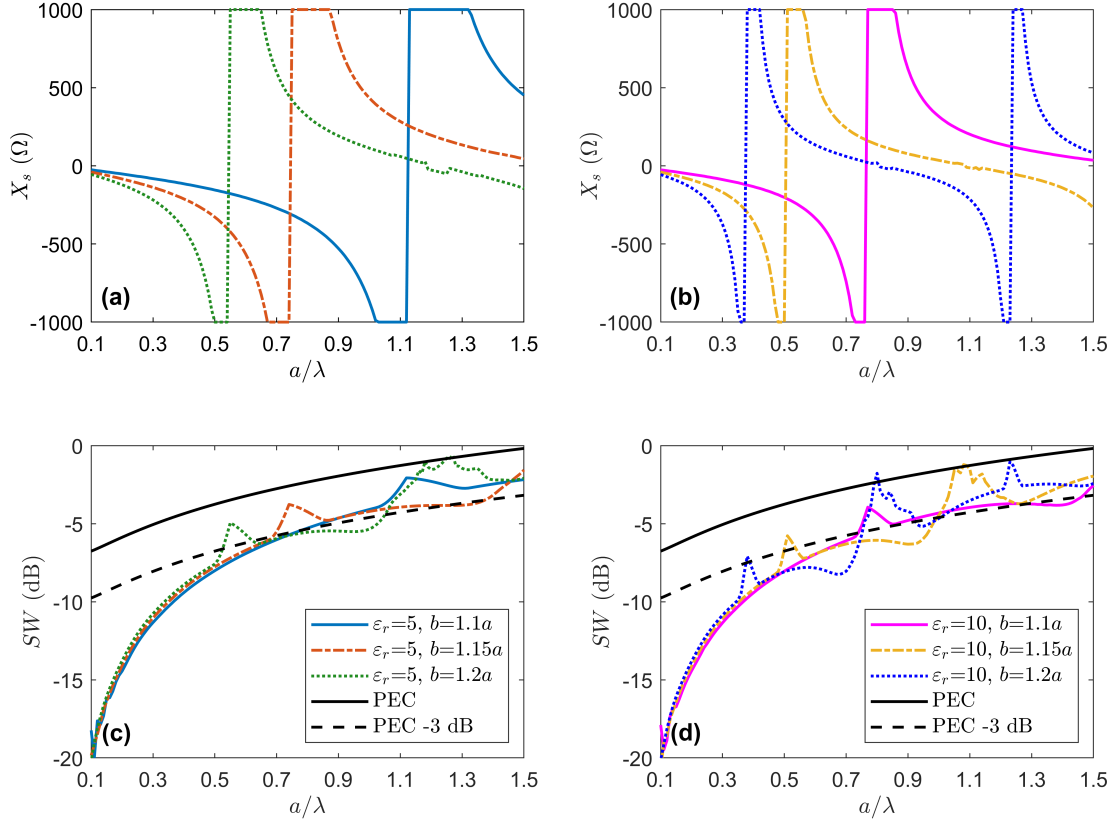 1000
500
0
-500
-1000
X_s (Ω)
(a)
0.1 0.3 0.5 0.7 0.9 1.1 1.3 1.5
a/λ
1000
500
0
-500
-1000
X_s (Ω)
(b)
0.1 0.3 0.5 0.7 0.9 1.1 1.3 1.5
a/λ
0
-5
-10
-15
-20
SW (dB)
ε_r=5, b=1.1a
ε_r=5, b=1.15a
ε_r=5, b=1.2a
PEC
PEC -3 dB
(c)
0.1 0.3 0.5 0.7 0.9 1.1 1.3 1.5
a/λ
0
-5
-10
-15
-20
SW (dB)
ε_r=10, b=1.1a
ε_r=10, b=1.15a
ε_r=10, b=1.2a
PEC
PEC -3 dB
(d)
0.1 0.3 0.5 0.7 0.9 1.1 1.3 1.5
a/λ